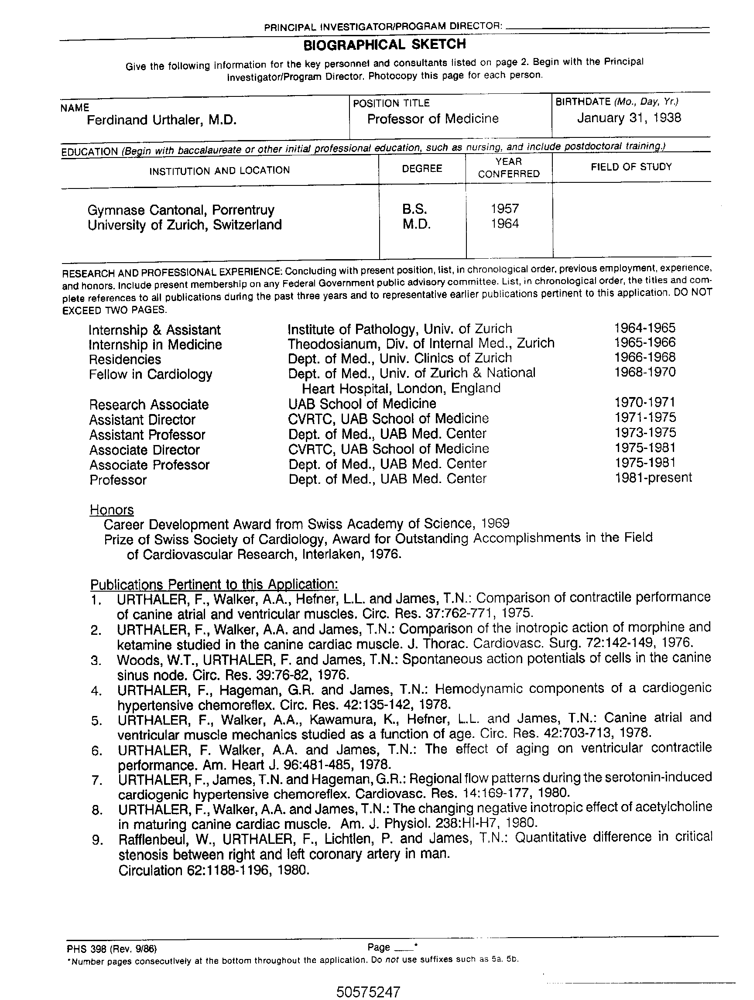 PRINCIPAL INVESTIGATOR/PROGRAM DIRECTOR:
BIOGRAPHICAL SKETCH
Give the following information for the key personnel and consultants listed on page 2. Begin with the Principal
Investigator/Program Director. Photocopy this page for each person.
NAME
Ferdinand Urthaler, M.D.
POSITION TITLE
Professor of Medicine
BIRTHDATE (Mo., Day, Yr.)
January 31, 1938
EDUCATION (Begin with baccalaureate or other initial professional education, such as nursing, and include postdoctoral training.)
INSTITUTION AND LOCATION DEGREE YEAR CONFERRED FIELD OF STUDY
Gymnase Cantonal, Porrentruy B.S. 1957
University of Zurich, Switzerland M.D. 1964
RESEARCH AND PROFESSIONAL EXPERIENCE: Concluding with present position, list, in chronological order, previous employment, experience,
and honors. Include present membership on any Federal Government public advisory committee. List, in chronological order, the titles and com-
plete references to all publications during the past three years and to representative earlier publications pertinent to this application. DO NOT
EXCEED TWO PAGES.
Internship & Assistant Institute of Pathology, Univ. of Zurich 1964-1965
Internship in Medicine Theodosianum, Div. of Internal Med., Zurich 1965-1966
Residencies Dept. of Med., Univ. Clinics of Zurich 1966-1968
Fellow in Cardiology Dept. of Med., Univ. of Zurich & National 1968-1970
Heart Hospital, London, England
Research Associate UAB School of Medicine 1970-1971
Assistant Director CVRTC, UAB School of Medicine 1971-1975
Assistant Professor Dept. of Med., UAB Med. Center 1973-1975
Associate Director CVRTC, UAB School of Medicine 1975-1981
Associate Professor Dept. of Med., UAB Med. Center 1975-1981
Professor Dept. of Med., UAB Med. Center 1981-present
Honors
Career Development Award from Swiss Academy of Science, 1969
Prize of Swiss Society of Cardiology, Award for Outstanding Accomplishments in the Field
of Cardiovascular Research, Interlaken, 1976.
Publications Pertinent to this Application:
1. URTHALER, F., Walker, A.A., Hefner, L.L. and James, T.N.: Comparison of contractile performance
of canine atrial and ventricular muscles. Circ. Res. 37:762-771, 1975.
2. URTHALER, F., Walker, A.A. and James, T.N.: Comparison of the inotropic action of morphine and
ketamine studied in the canine cardiac muscle. J. Thorac. Cardiovasc. Surg. 72:142-149, 1976.
3. Woods, W.T., URTHALER, F. and James, T.N.: Spontaneous action potentials of cells in the canine
sinus node. Circ. Res. 39:76-82, 1976.
4. URTHALER, F., Hageman, G.R. and James, T.N.: Hemodynamic components of a cardiogenic
hypertensive chemoreflex. Circ. Res. 42:135-142, 1978.
5. URTHALER, F., Walker, A.A., Kawamura, K., Hefner, L.L. and James, T.N.: Canine atrial and
ventricular muscle mechanics studied as a function of age. Circ. Res. 42:703-713, 1978.
6. URTHALER, F. Walker, A.A. and James, T.N.: The effect of aging on ventricular contractile
performance. Am. Heart J. 96:481-485, 1978.
7. URTHALER, F., James, T.N. and Hageman, G.R.: Regional flow patterns during the serotonin-induced
cardiogenic hypertensive chemoreflex. Cardiovasc. Res. 14:169-177, 1980.
8. URTHALER, F., Walker, A.A. and James, T.N.: The changing negative inotropic effect of acetylcholine
in maturing canine cardiac muscle. Am. J. Physiol. 238:HI-H7, 1980.
9. Rafflenbeul, W., URTHALER, F., Lichtlen, P. and James, T.N.: Quantitative difference in critical
stenosis between right and left coronary artery in man.
Circulation 62:1188-1196, 1980.
PHS 398 (Rev. 9/86) Page ___*
*Number pages consecutively at the bottom throughout the application. Do not use suffixes such as 5a, 5b.
50575247